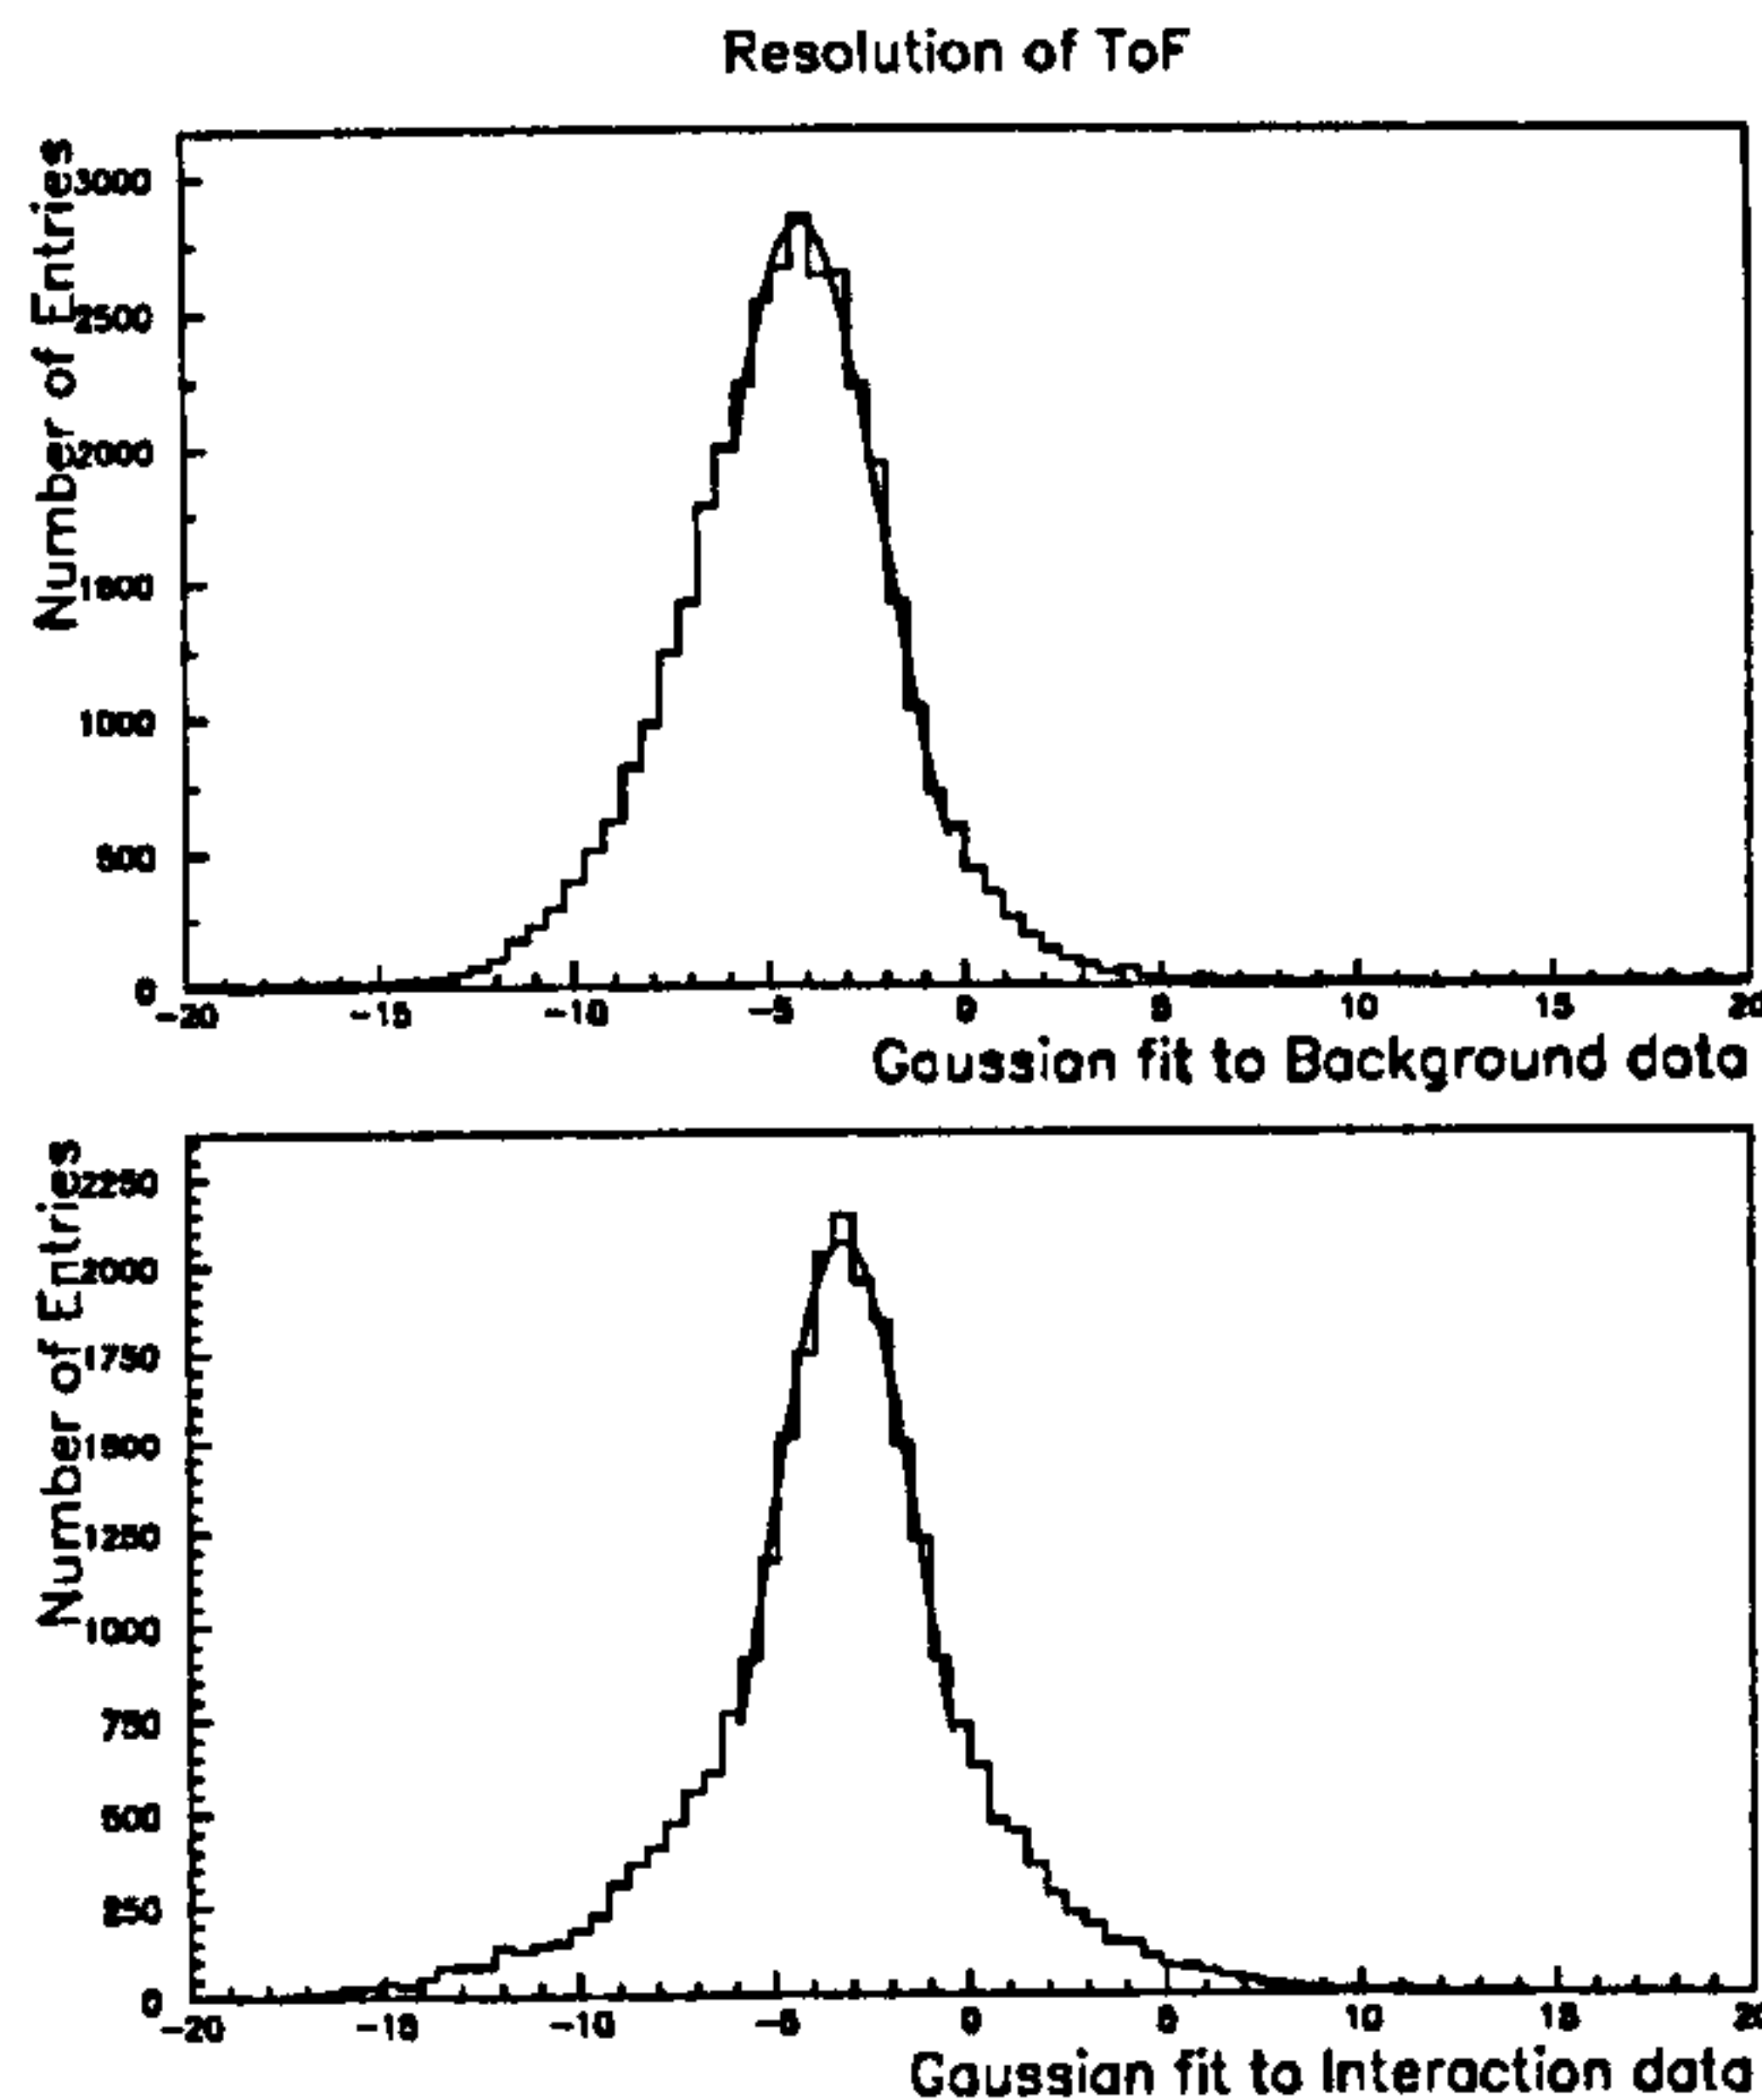 Resolution of ToF
Number of Entries
3000
2500
2000
1500
1000
500
0
-20 -15 -10 -5 0 5 10 15 20
Gaussian fit to Background data
Number of Entries
2250
2000
1750
1500
1250
1000
750
500
250
0
-20 -15 -10 -5 0 5 10 15 20
Gaussian fit to Interaction data